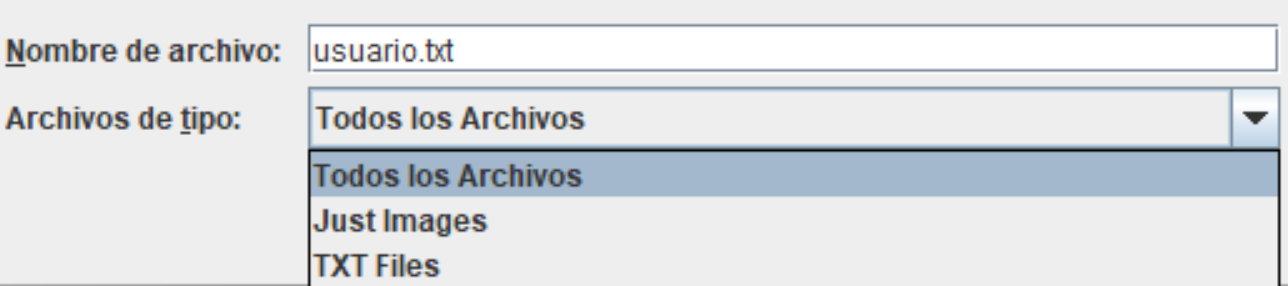 Nombre de archivo: usuario.txt
Archivos de tipo: Todos los Archivos
Todos los Archivos
Just Images
TXT Files